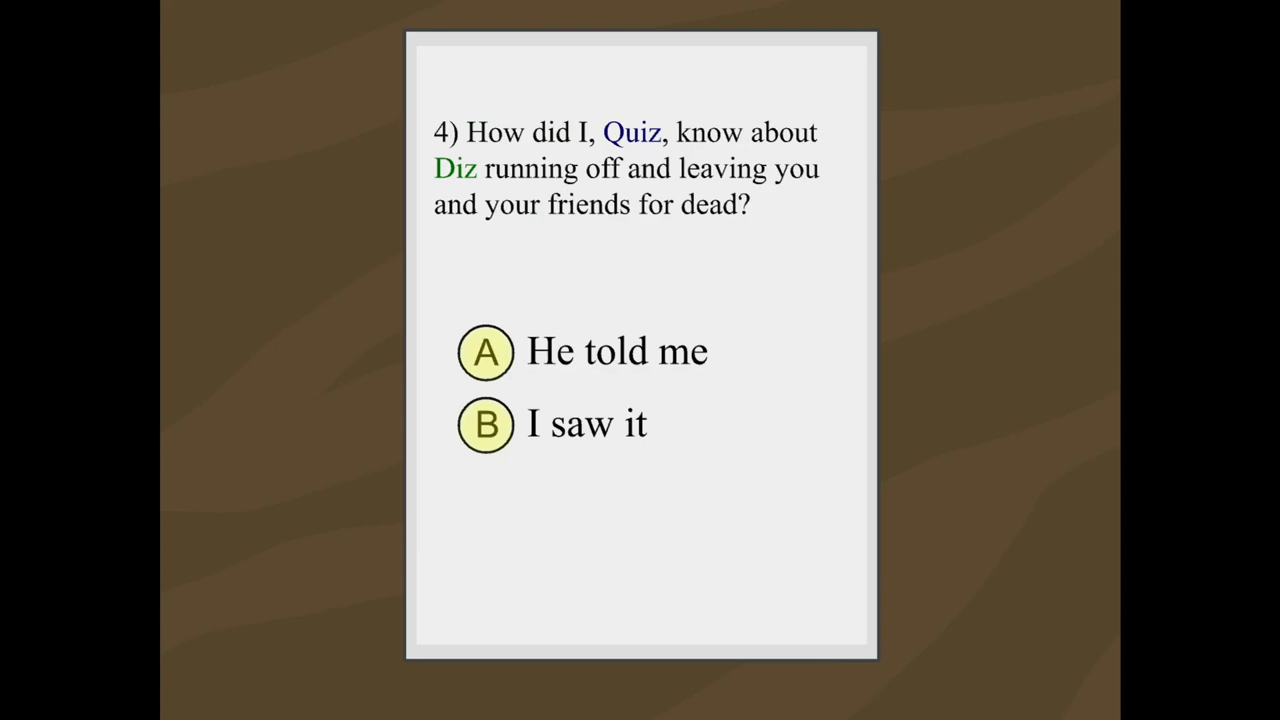 4) How did I, Quiz, know about
Diz running off and leaving you
and your friends for dead?
A He told me
B I saw it